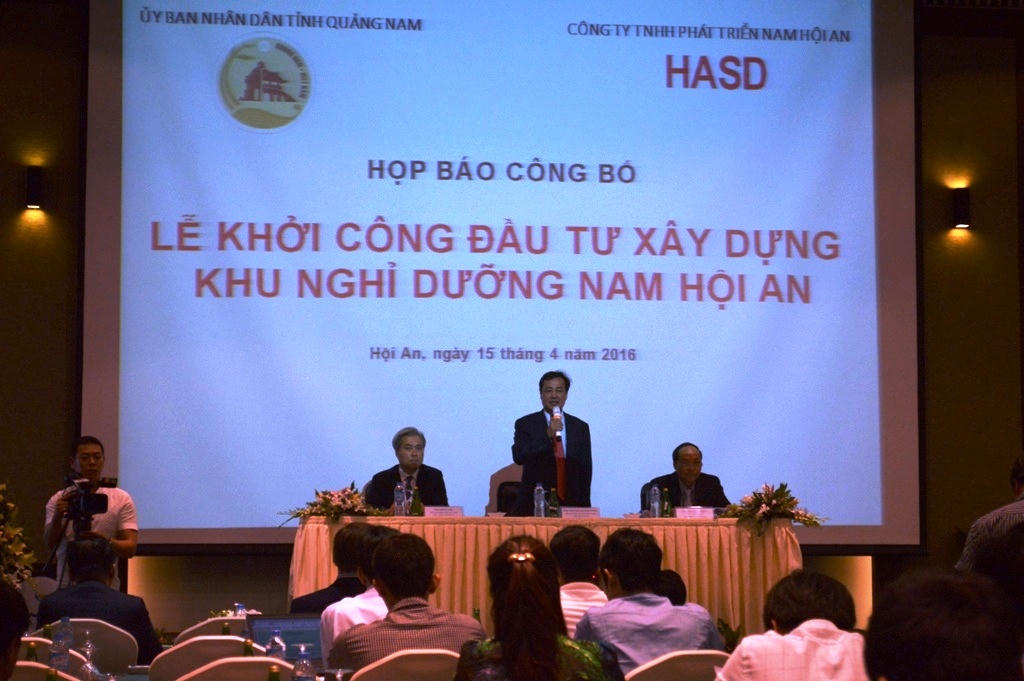 ỦY BAN NHÂN DÂN TỈNH QUẢNG NAM
CÔNG TY TNHH PHÁT TRIỂN NAM HỘI AN
HASD
HỌP BÁO CÔNG BỐ
LỄ KHỞI CÔNG ĐẦU TƯ XÂY DỰNG
KHU NGHỈ DƯỠNG NAM HỘI AN
Hội An, ngày 15 tháng 4 năm 2016